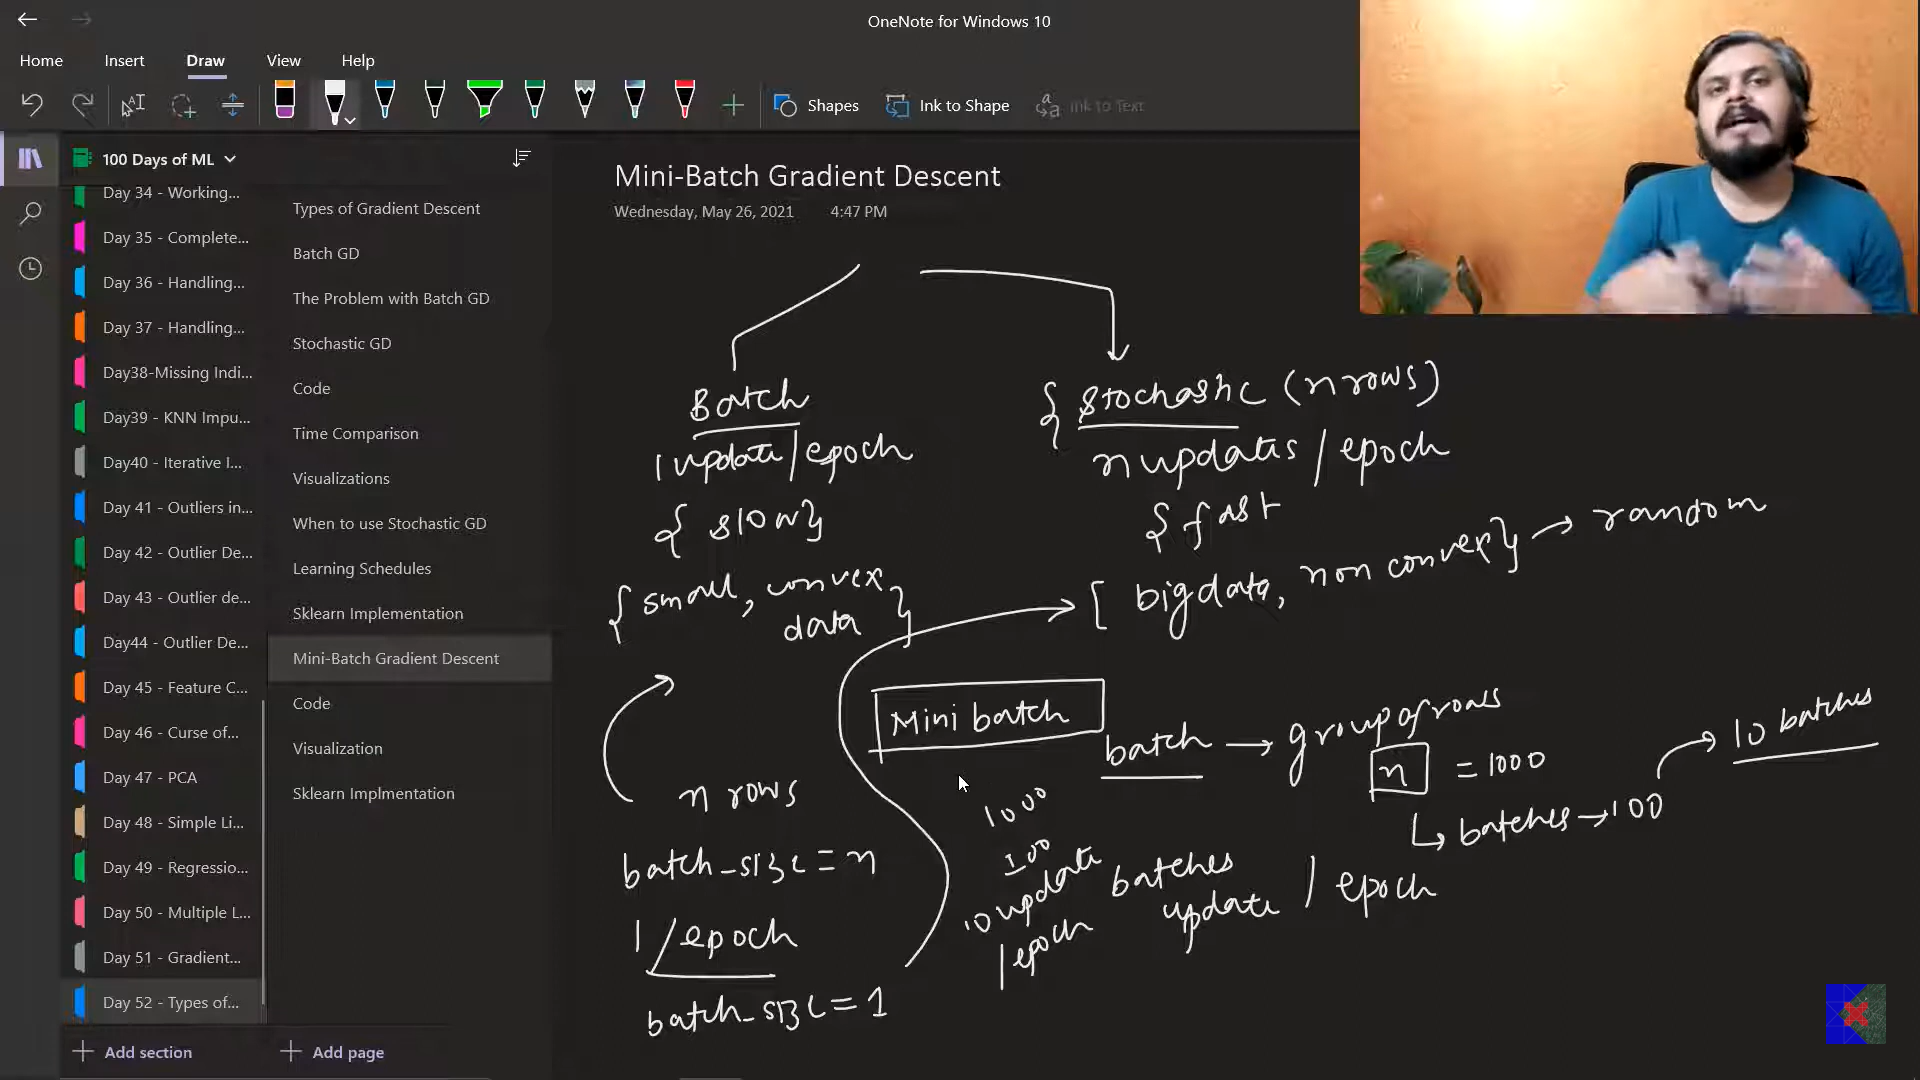 OneNote for Windows 10
Home Insert Draw View Help
Shapes Ink to Shape Ink to Text
100 Days of ML
Day 34 - Working...
Day 35 - Complete...
Day 36 - Handling...
Day 37 - Handling...
Day38-Missing Indi...
Day39 - KNN Impu...
Day40 - Iterative I...
Day 41 - Outliers in...
Day 42 - Outlier De...
Day 43 - Outlier de...
Day44 - Outlier De...
Day 45 - Feature C...
Day 46 - Curse of...
Day 47 - PCA
Day 48 - Simple Li...
Day 49 - Regressio...
Day 50 - Multiple L...
Day 51 - Gradient...
Day 52 - Types of...
Add section
Types of Gradient Descent
Batch GD
The Problem with Batch GD
Stochastic GD
Code
Time Comparison
Visualizations
When to use Stochastic GD
Learning Schedules
Sklearn Implementation
Mini-Batch Gradient Descent
Code
Visualization
Sklearn Implmentation
Add page
Mini-Batch Gradient Descent
Wednesday, May 26, 2021 4:47 PM
Batch
1 update/epoch
{ slow}
{small, convex
data}
{ Stochastic (n rows)
n updates / epoch
{ fast
[ big data, non convex} → random
Mini batch
batch → group of rows
n = 1000
↳ batches → 100 → 10 batches
n rows
batch_size = n
1 /epoch
batch_size = 1
1000
100
10 update
/epoch
batches
update / epoch